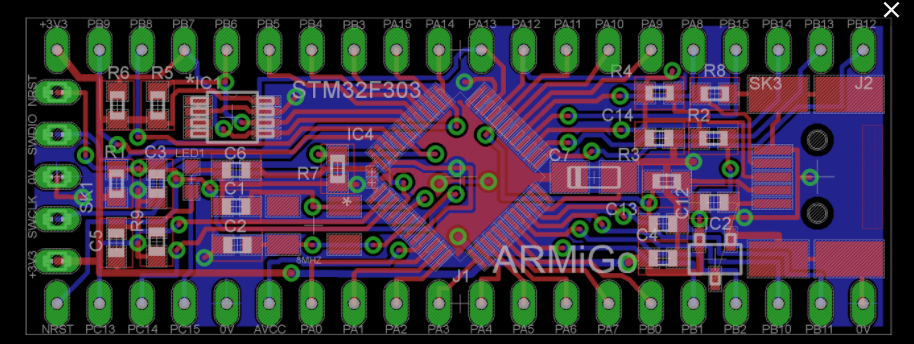 +3V3 PB9 PB8 PB7 PB6 PB5 PB4 PB3 PA15 PA14 PA13 PA12 PA11 PA10 PA9 PA8 PB15 PB14 PB13 PB12
NRST
SWDIO
0V
SWCLK
+3V3
SK1
R6 R5 *IC1 STM32F303 R4 R8 SK3 J2
IC4 C14 R2
R1 C3 LED1 C6 R7 C7 R3
C1 * C13 C12 IC2
C5 R9 C2 8MHZ J1 ARMiGo C4
NRST PC13 PC14 PC15 0V AVCC PA0 PA1 PA2 PA3 PA4 PA5 PA6 PA7 PB0 PB1 PB2 PB10 PB11 0V